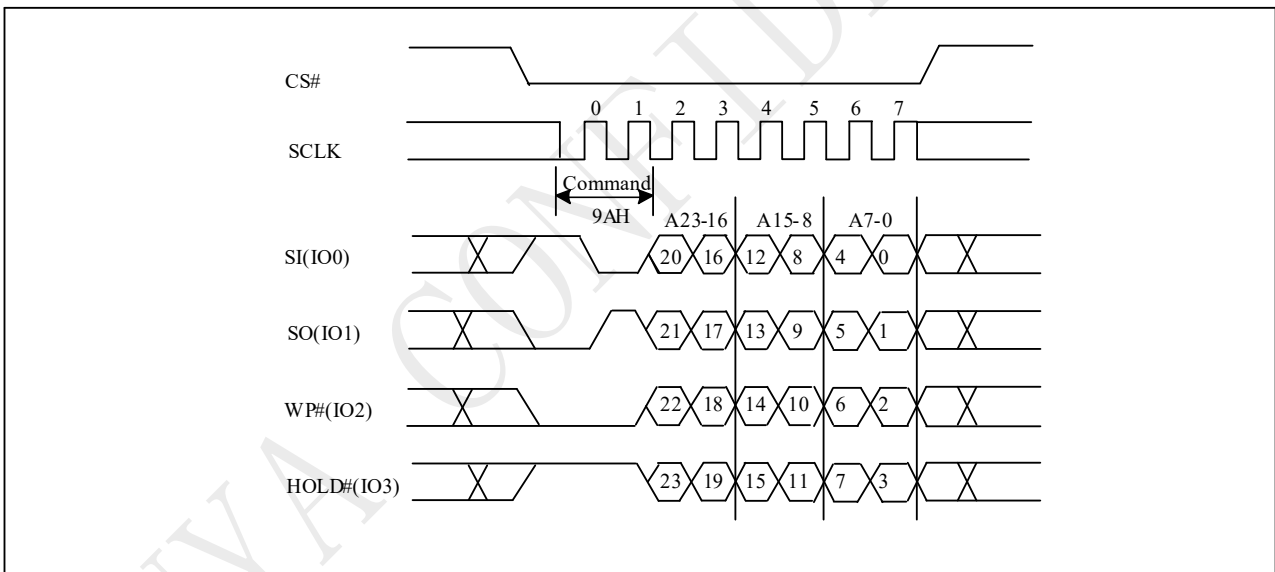 CS#
0 1 2 3 4 5 6 7
SCLK
Command
9AH
A23-16 A15-8 A7-0
SI(IO0)
20 16 12 8 4 0
SO(IO1)
21 17 13 9 5 1
WP#(IO2)
22 18 14 10 6 2
HOLD#(IO3)
23 19 15 11 7 3